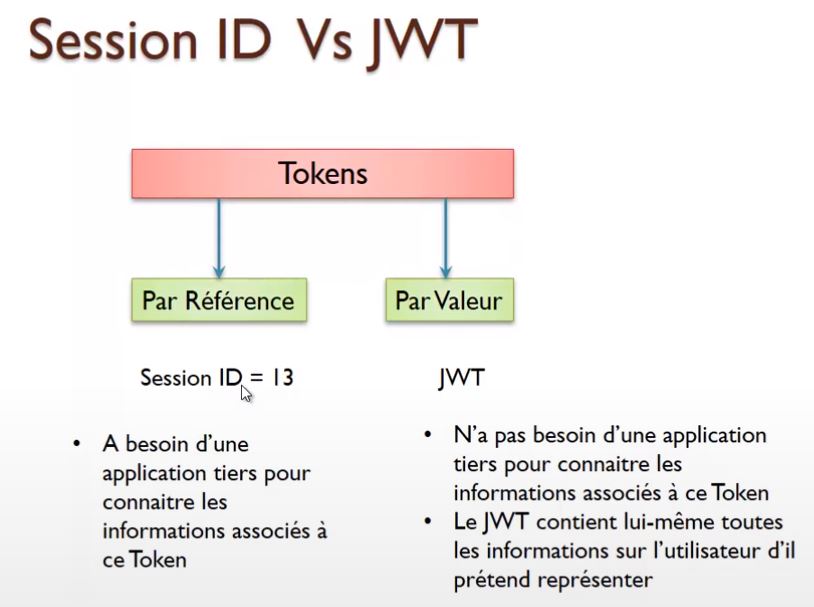 Session ID Vs JWT
Tokens
Par Référence
Par Valeur
Session ID = 13
JWT
• A besoin d'une
application tiers pour
connaitre les
informations associés à
ce Token
• N'a pas besoin d'une application
tiers pour connaitre les
informations associés à ce Token
• Le JWT contient lui-même toutes
les informations sur l'utilisateur d'il
prétend représenter